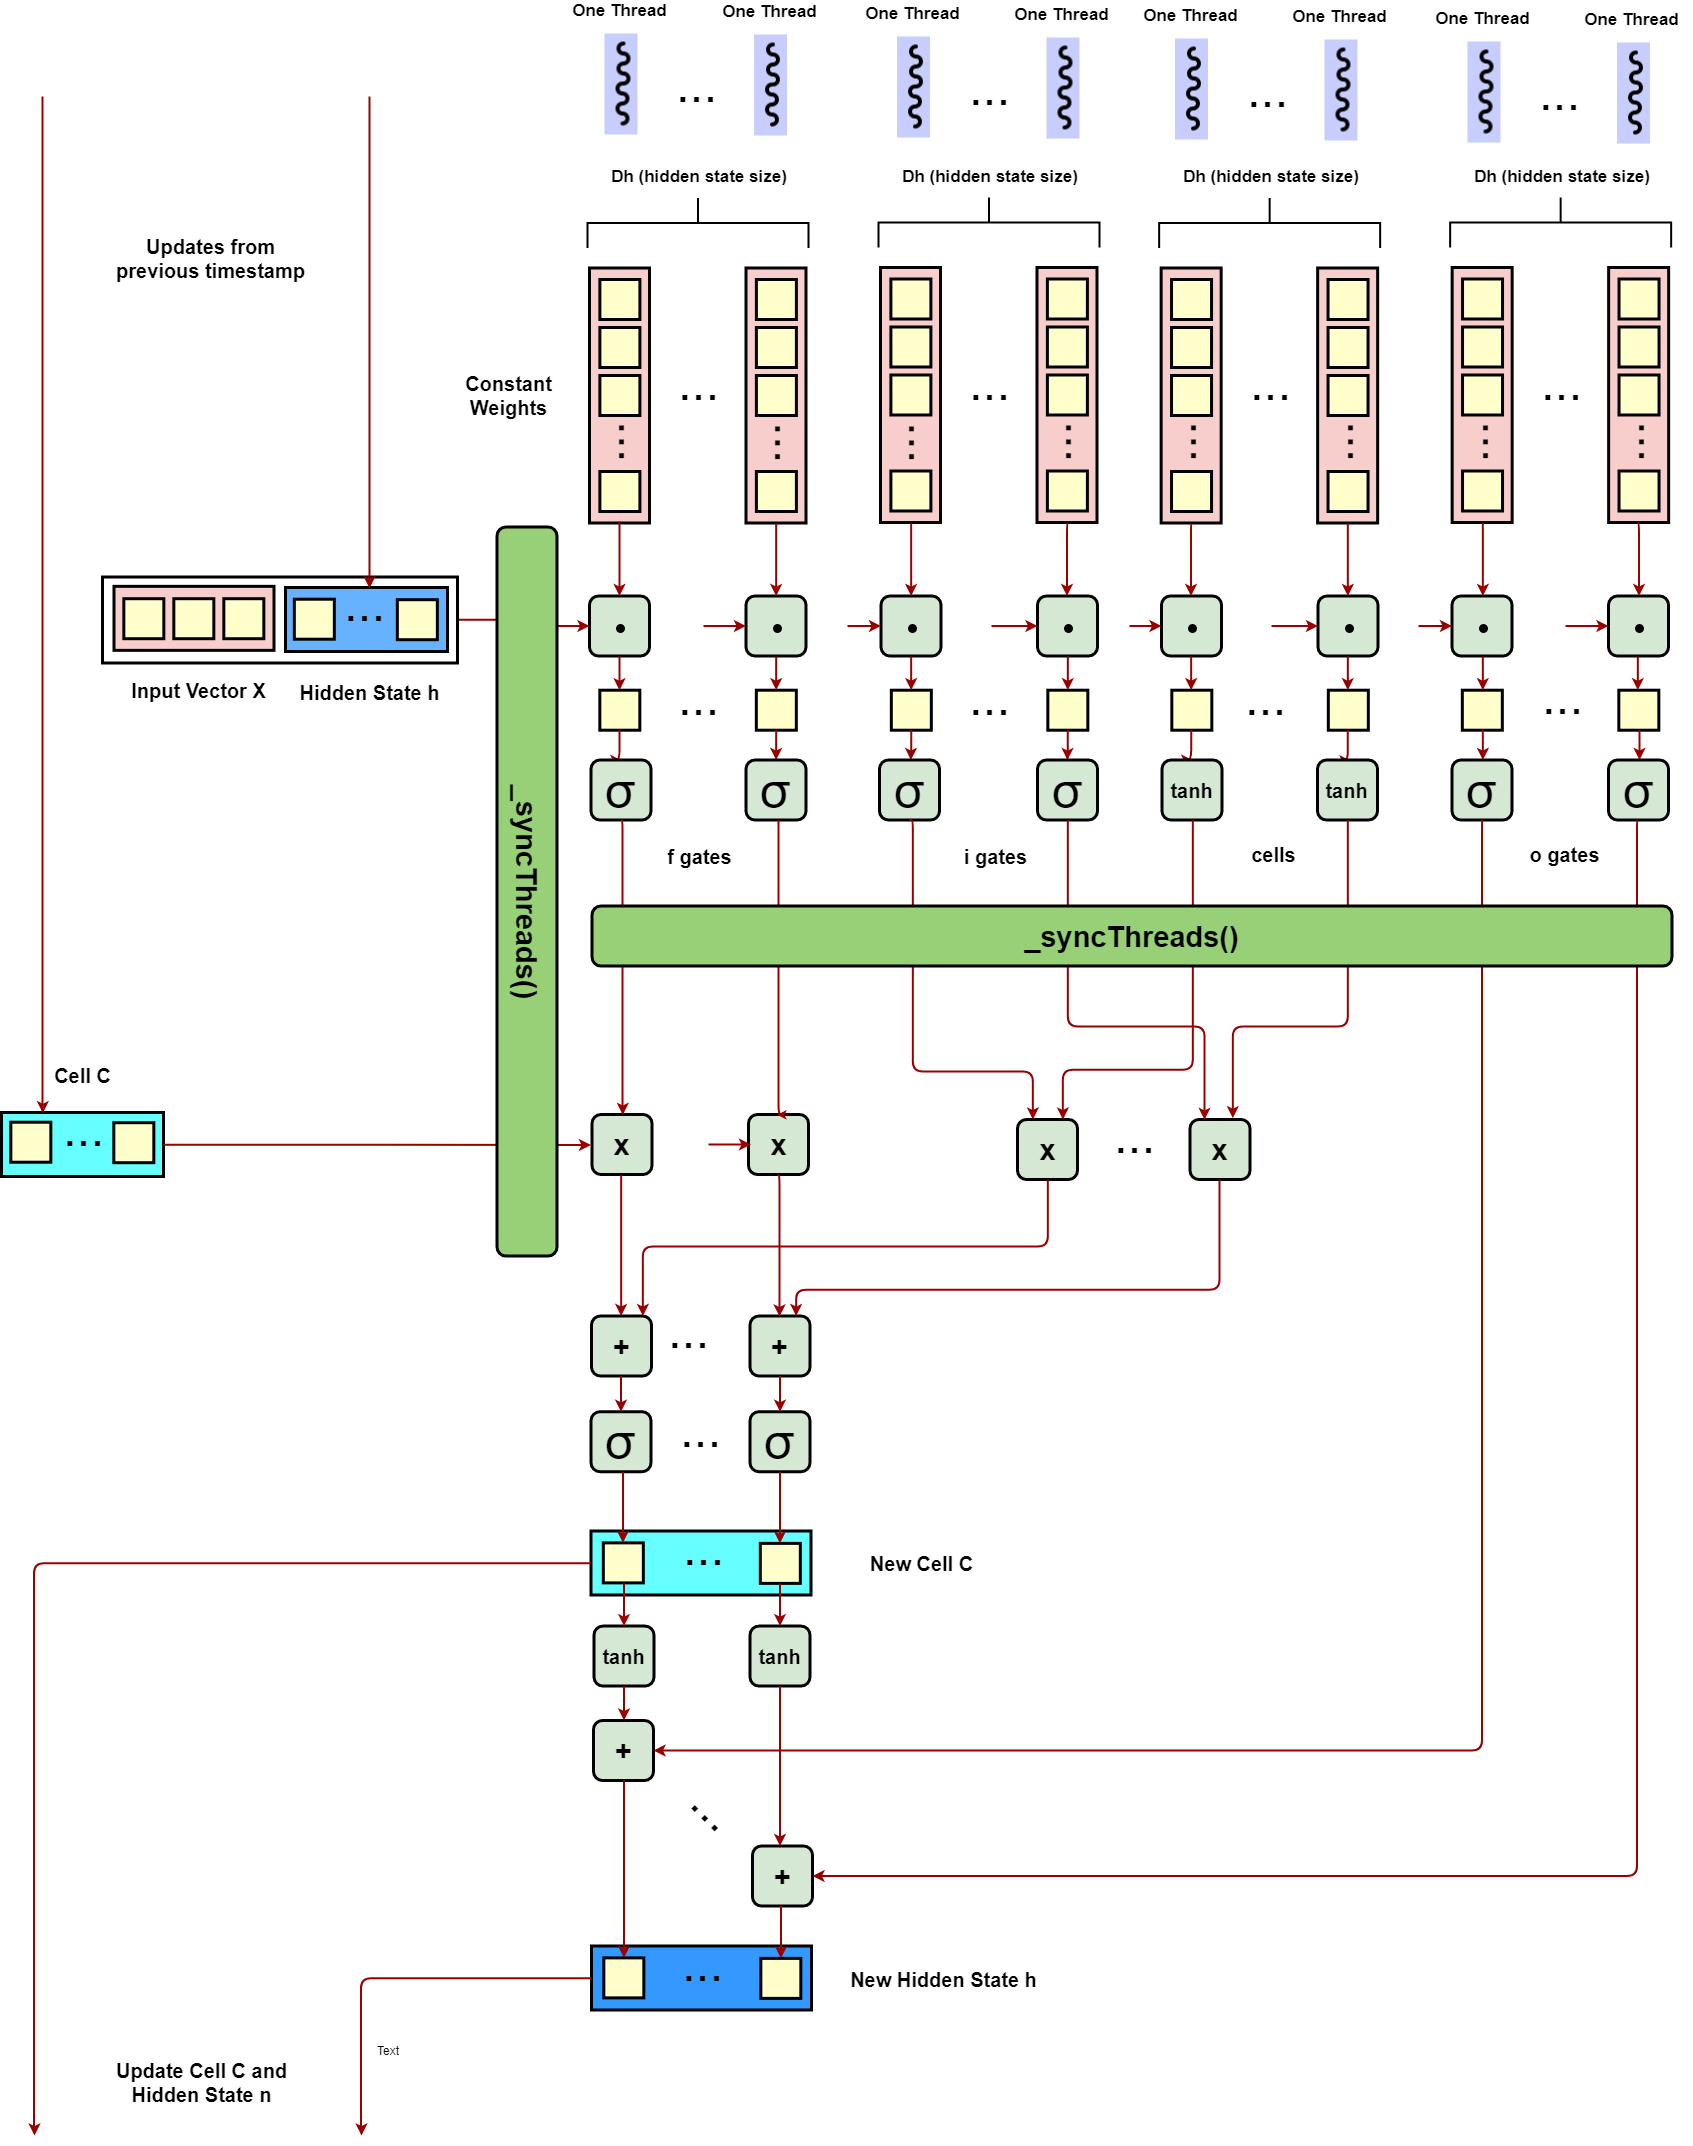 One Thread
One Thread
One Thread
One Thread
One Thread
One Thread
One Thread
One Thread
Dh (hidden state size)
Dh (hidden state size)
Dh (hidden state size)
Dh (hidden state size)
Updates from
previous timestamp
Constant
Weights
Input Vector X
Hidden State h
_syncThreads()
σ
σ
σ
σ
tanh
tanh
σ
σ
f gates
i gates
cells
o gates
_syncThreads()
Cell C
x
x
x
x
+
+
σ
σ
New Cell C
tanh
tanh
+
+
New Hidden State h
Text
Update Cell C and
Hidden State n